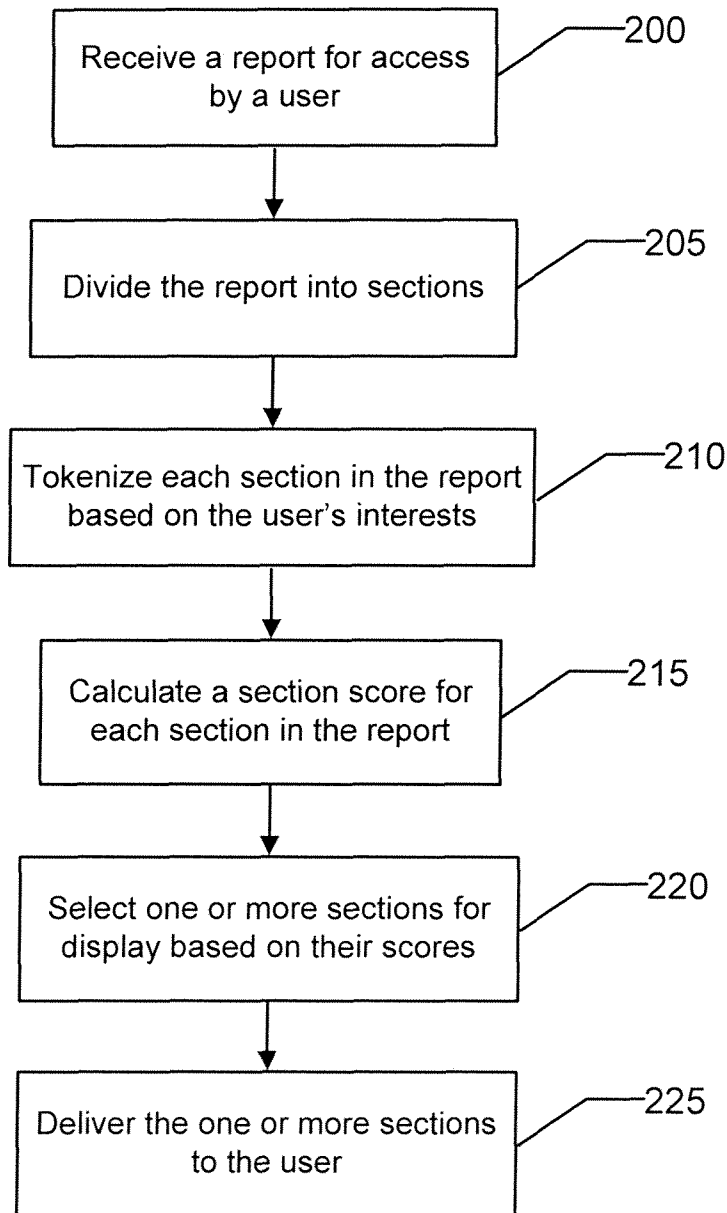 Receive a report for access
by a user
200
Divide the report into sections
205
Tokenize each section in the report
based on the user's interests
210
Calculate a section score for
each section in the report
215
Select one or more sections for
display based on their scores
220
Deliver the one or more sections
to the user
225